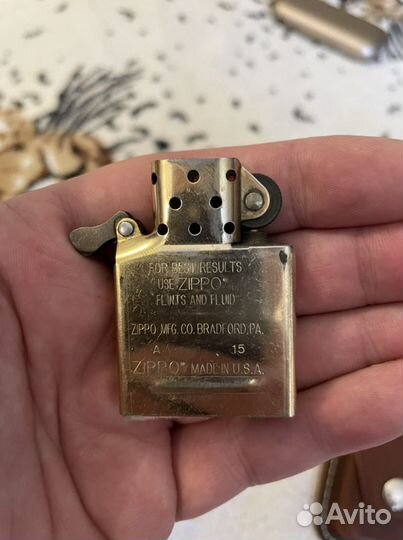 FOR BEST RESULTS
USE ZIPPO
FLINTS AND FLUID
ZIPPO MFG. CO. BRADFORD, PA.
A 15
ZIPPO MADE IN U.S.A.
Avito